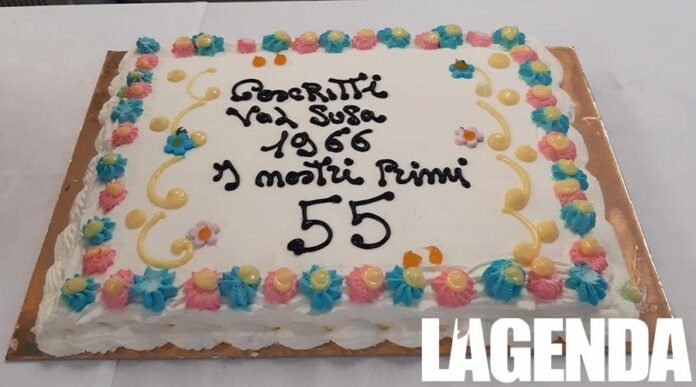 CoscRiTTi
Val Susa
1966
I nostri Primi
55
LAGENDA